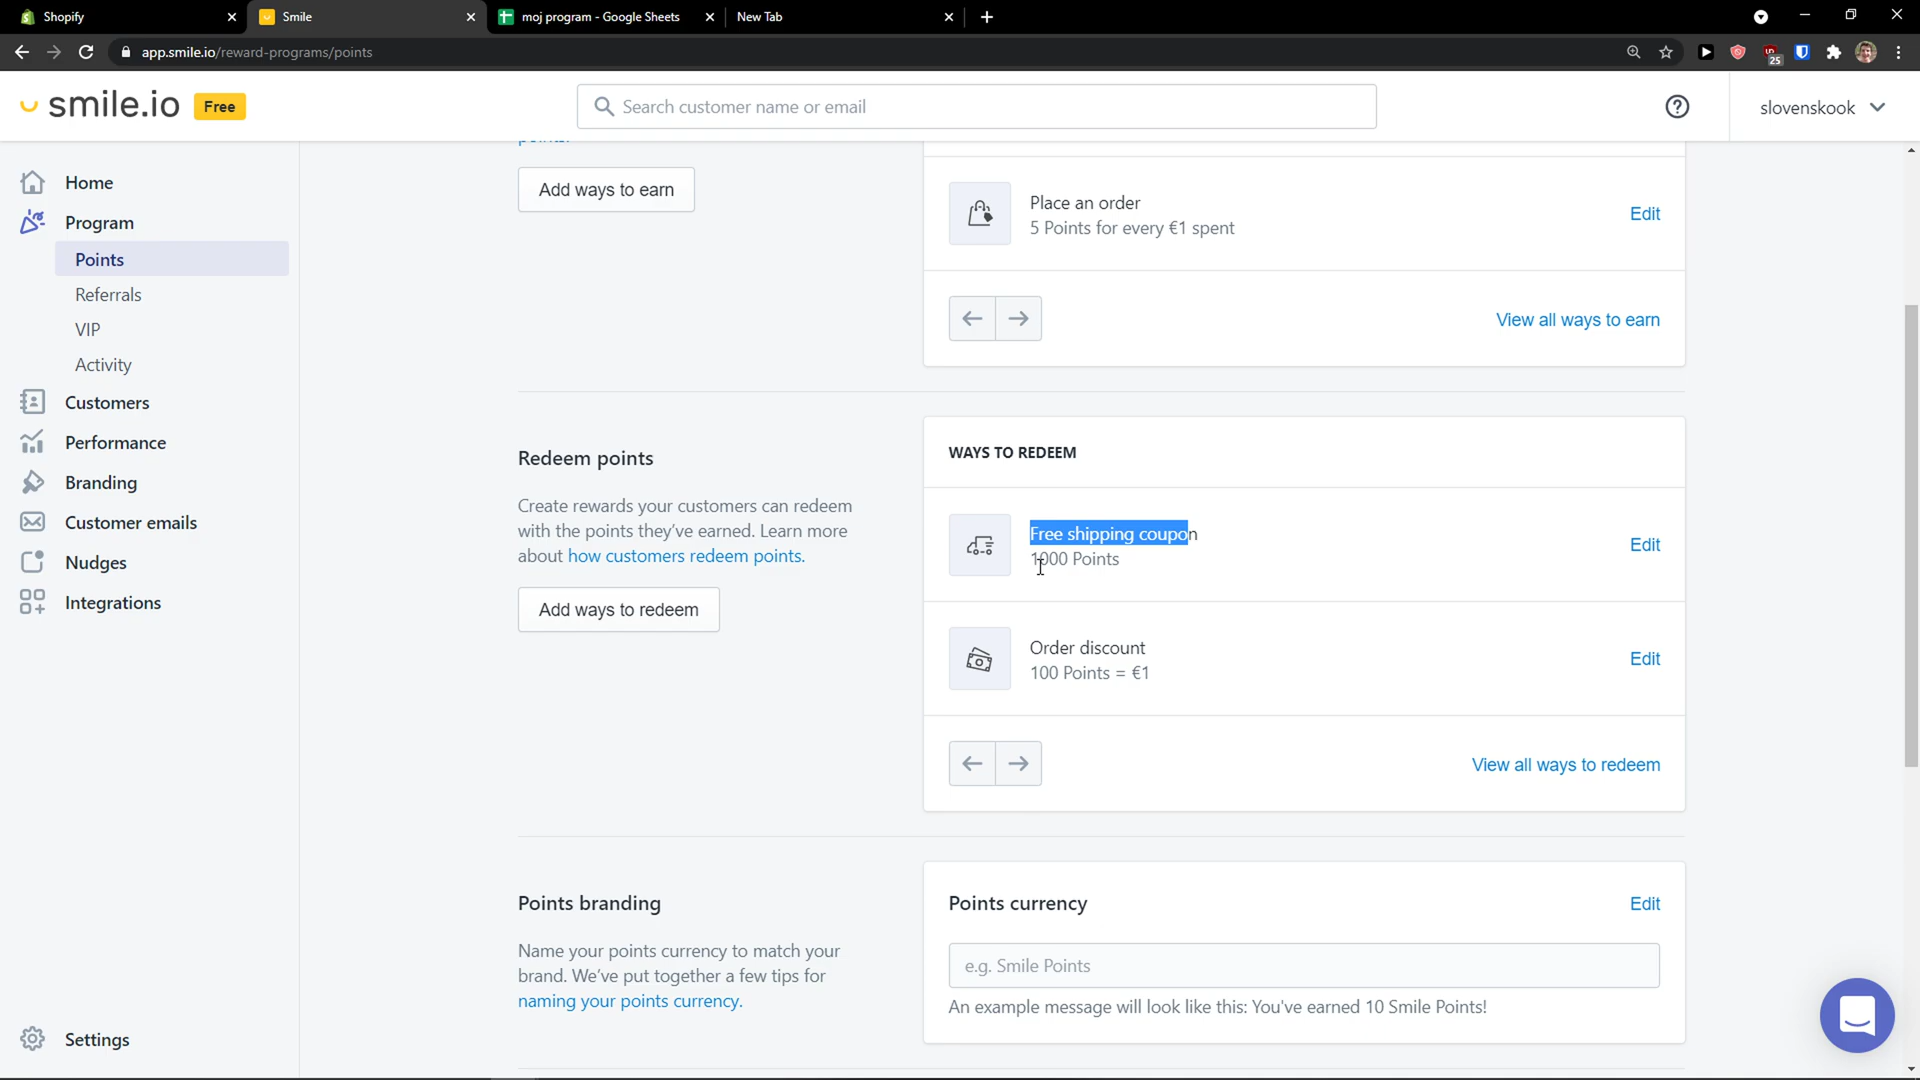 Shopify
Smile
moj program - Google Sheets
New Tab
app.smile.io/reward-programs/points
25
smile.io
Free
Search customer name or email
slovenskook
Home
Program
Points
Referrals
VIP
Activity
Customers
Performance
Branding
Customer emails
Nudges
Integrations
Settings
Add ways to earn
Place an order
5 Points for every €1 spent
Edit
View all ways to earn
Redeem points
Create rewards your customers can redeem
with the points they've earned. Learn more
about how customers redeem points.
Add ways to redeem
WAYS TO REDEEM
Free shipping coupon
1000 Points
Edit
Order discount
100 Points = €1
Edit
View all ways to redeem
Points branding
Name your points currency to match your
brand. We've put together a few tips for
naming your points currency.
Points currency
Edit
e.g. Smile Points
An example message will look like this: You've earned 10 Smile Points!